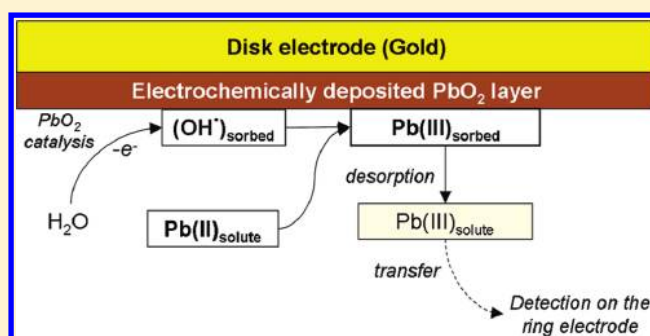 Disk electrode (Gold)
Electrochemically deposited PbO₂ layer
PbO₂
catalysis
–e⁻
(OH˙)sorbed
Pb(III)sorbed
desorption
H₂O
Pb(II)solute
Pb(III)solute
transfer
Detection on the
ring electrode